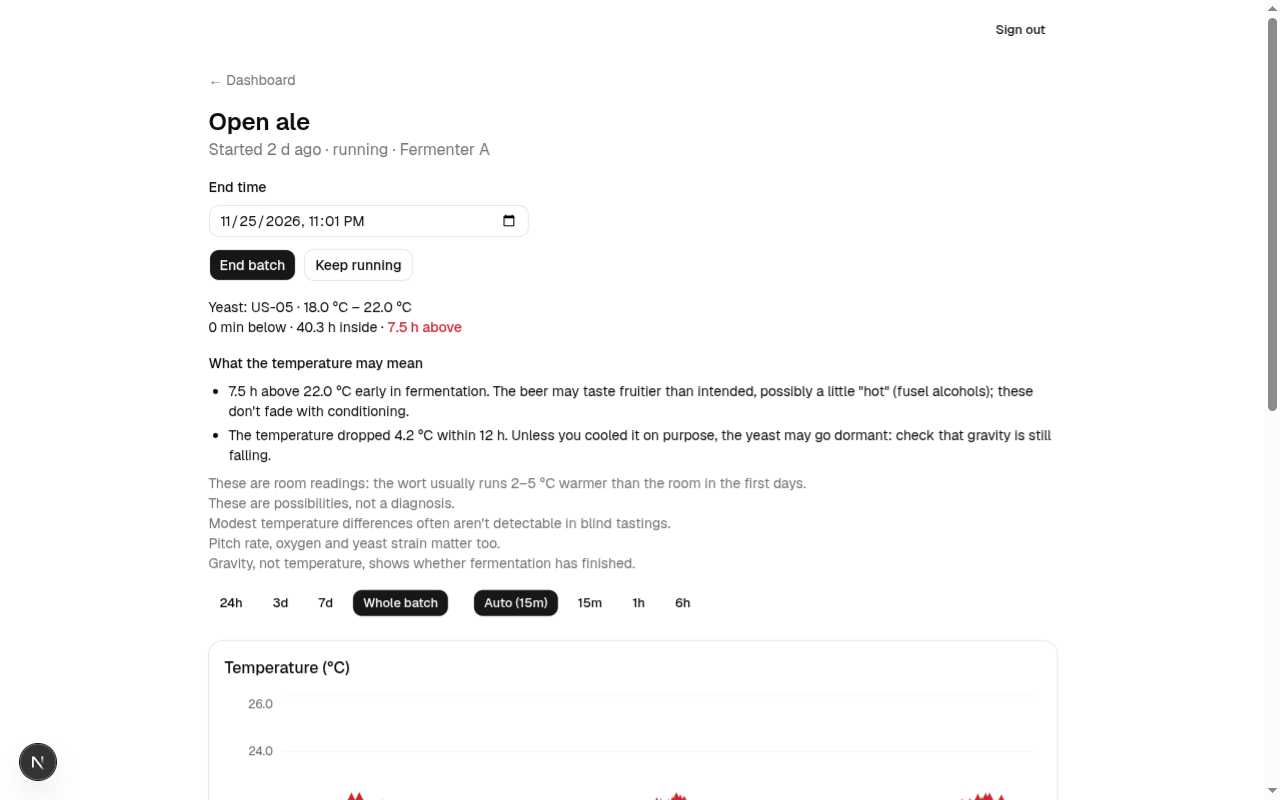 Sign out
← Dashboard
Open ale
Started 2 d ago · running · Fermenter A
End time
11/25/2026, 11:01 PM
End batch
Keep running
Yeast: US-05 · 18.0 °C – 22.0 °C
0 min below · 40.3 h inside · 7.5 h above
What the temperature may mean
• 7.5 h above 22.0 °C early in fermentation. The beer may taste fruitier than intended, possibly a little "hot" (fusel alcohols); these
don't fade with conditioning.
• The temperature dropped 4.2 °C within 12 h. Unless you cooled it on purpose, the yeast may go dormant: check that gravity is still
falling.
These are room readings: the wort usually runs 2–5 °C warmer than the room in the first days.
These are possibilities, not a diagnosis.
Modest temperature differences often aren't detectable in blind tastings.
Pitch rate, oxygen and yeast strain matter too.
Gravity, not temperature, shows whether fermentation has finished.
24h 3d 7d Whole batch Auto (15m) 15m 1h 6h
Temperature (°C)
26.0
24.0
N